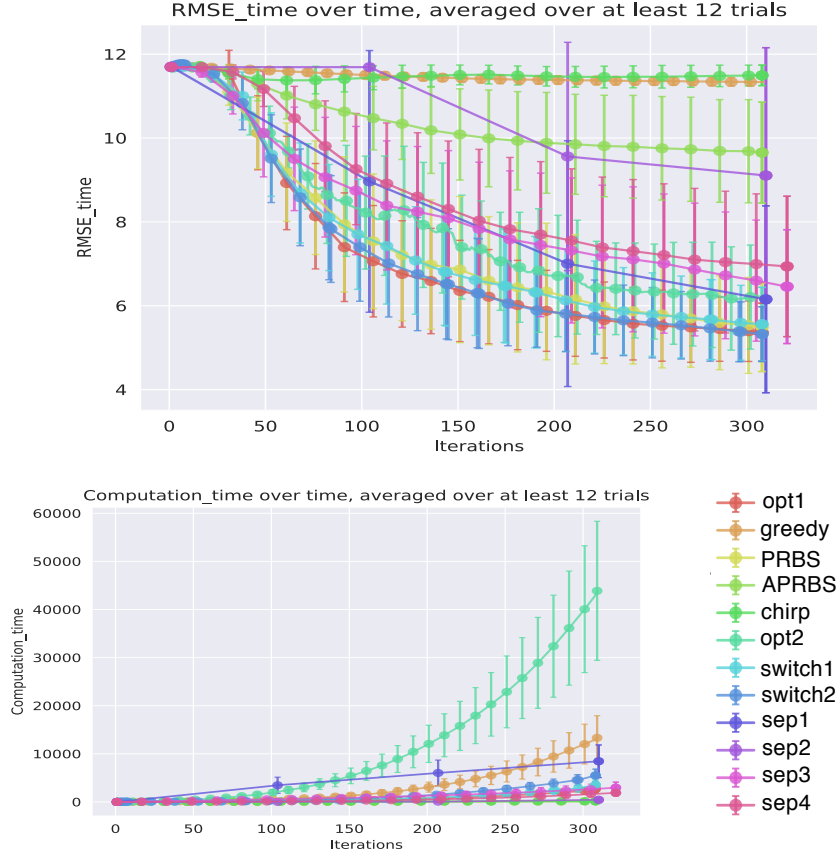 RMSE_time over time, averaged over at least 12 trials
12
10
8
6
4
RMSE_time
0 50 100 150 200 250 300
Iterations
Computation_time over time, averaged over at least 12 trials
60000
50000
40000
30000
20000
10000
0
Computation_time
0 50 100 150 200 250 300
Iterations
opt1
greedy
PRBS
APRBS
chirp
opt2
switch1
switch2
sep1
sep2
sep3
sep4